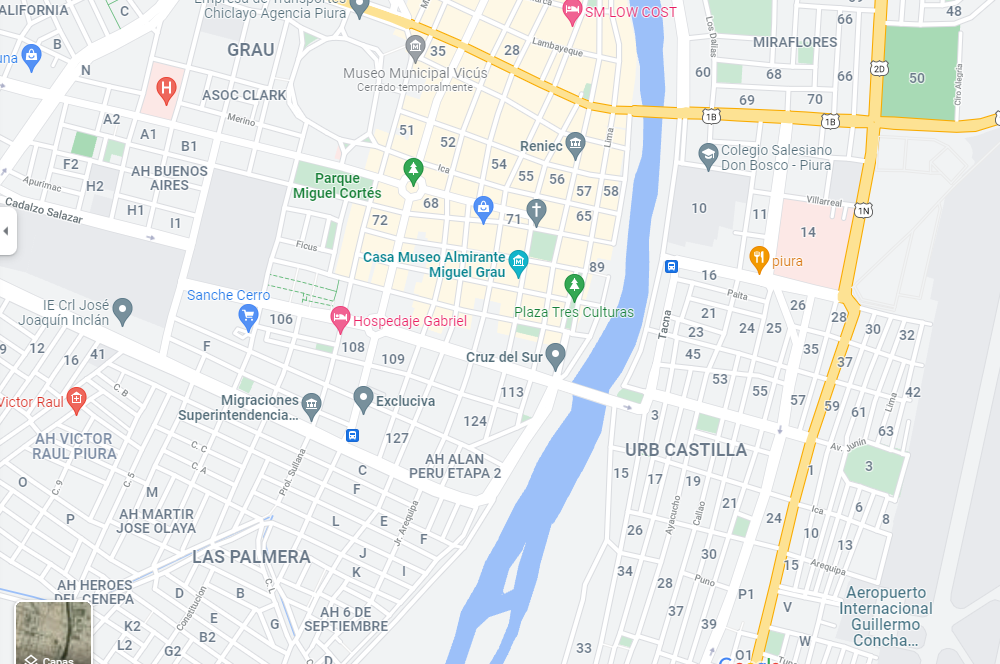 CALIFORNIA
C
Empresa de Transportes
Chiclayo Agencia Piura
SM LOW COST
66
48
B
GRAU
35
28
Lambayeque
Los Dallas
MIRAFLORES
2D
N
Museo Municipal Vicús
Cerrado temporalmente
60
68
66
50
Ciro Alegría
H
ASOC CLARK
69
70
A2
Merino
51
1B
1B
A1
52
Lima
B1
Reniec
Colegio Salesiano
Don Bosco - Piura
F2
AH BUENOS
AIRES
Parque
Miguel Cortés
Ica
54
55
56
57
58
Apurimac
H2
Cadalzo Salazar
H1
I1
68
72
71
65
10
11
Villarreal
1N
14
Ficus
Casa Museo Almirante
Miguel Grau
89
16
piura
Sanche Cerro
Plaza Tres Culturas
Paita
26
IE Crl José
Joaquín Inclán
106
Hospedaje Gabriel
Tacna
21
23
24
25
28
30
32
9
12
16
41
F
108
109
Cruz del Sur
45
35
37
C B
53
55
57
42
Victor Raul
Migraciones
Superintendencia...
Excluciva
113
3
59
61
Lima
63
124
127
AH VICTOR
RAUL PIURA
C. C
C A
AH ALAN
PERU ETAPA 2
URB CASTILLA
Av. Junín
3
O
C. 9
C. 5
M
Prol. Sullana
C
F
15
17
19
1
P
AH MARTIR
JOSE OLAYA
Jr. Arequipa
L
E
F
Ayacucho
Callao
21
24
Ica
6
8
26
10
13
LAS PALMERA
J
K
I
30
34
28
Puno
15
Arequipa
AH HEROES
DEL CENEPA
D
Constitucion
B
C. L
P1
V
Aeropuerto
Internacional
Guillermo
Concha...
AH 6 DE
SEPTIEMBRE
37
K2
E
B2
G
39
L2
G2
D
33
W
O1
Capas